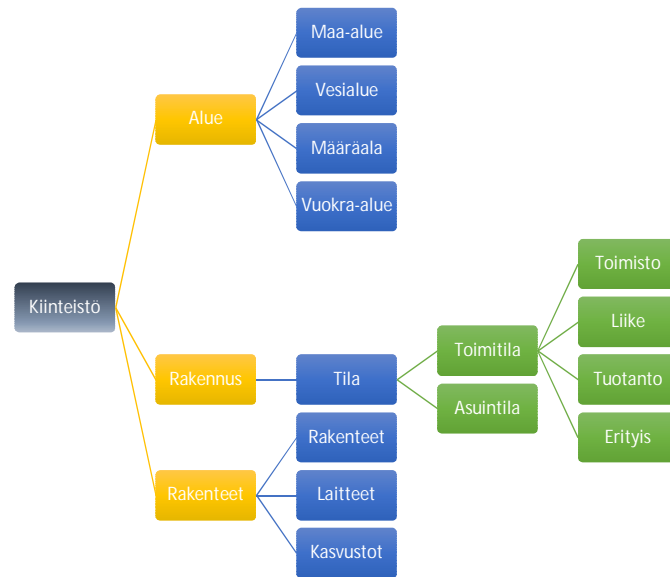 Kiinteistö
Alue
Maa-alue
Vesialue
Määräala
Vuokra-alue
Rakennus
Tila
Toimitila
Toimisto
Liike
Tuotanto
Erityis
Asuintila
Rakenteet
Rakenteet
Laitteet
Kasvustot